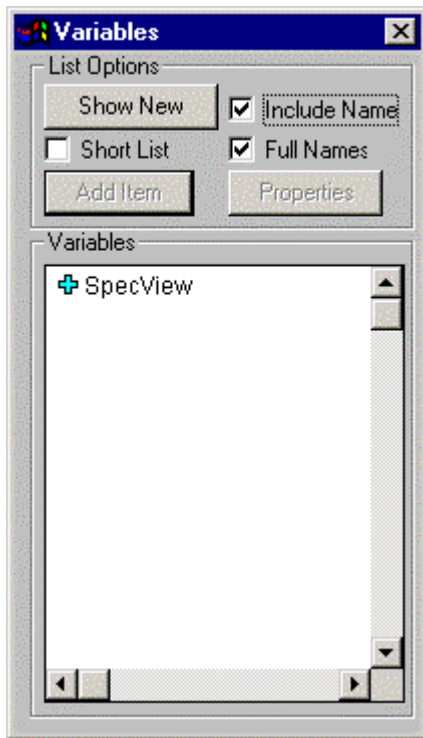 Variables
List Options
Show New
Include Name
Short List
Full Names
Add Item
Properties
Variables
SpecView